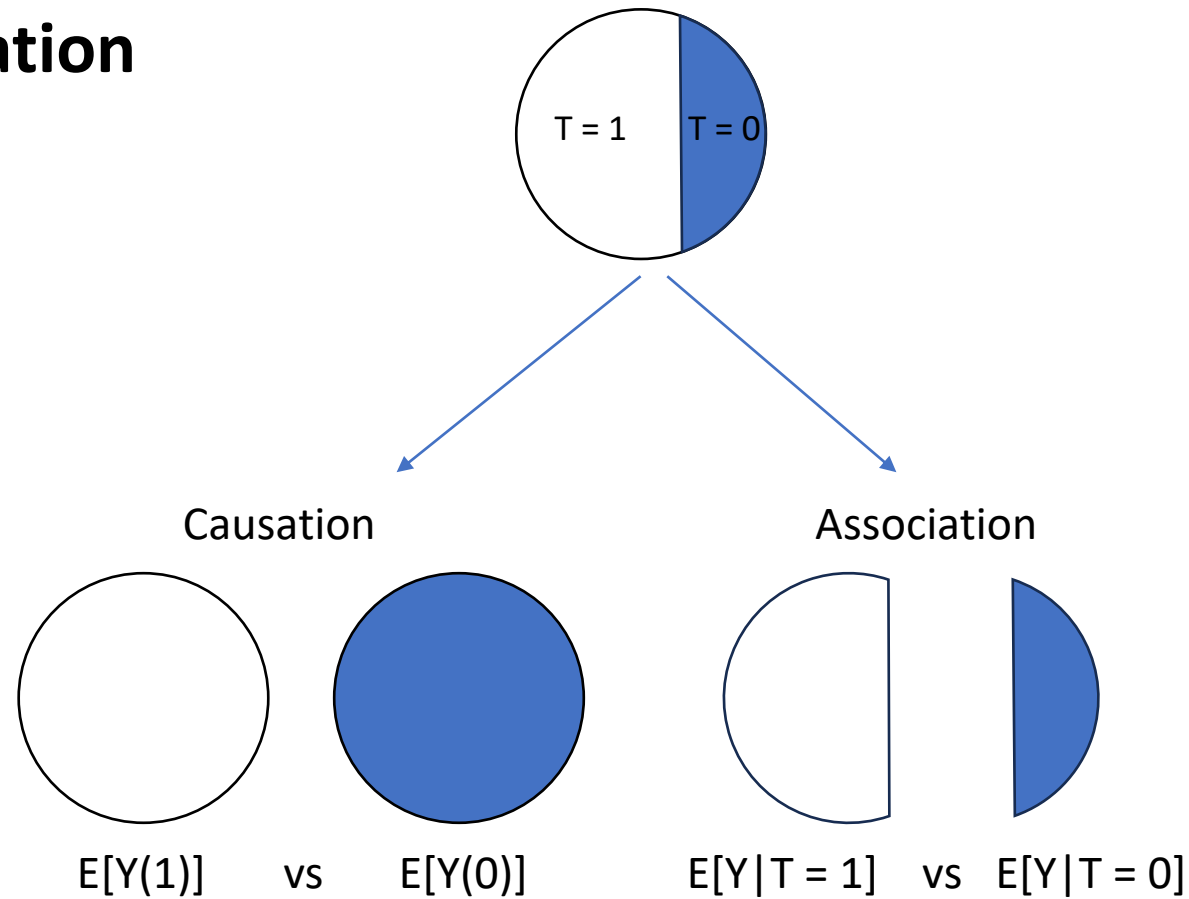 ation
T = 1 T = 0
Causation Association
E[Y(1)] vs E[Y(0)] E[Y|T = 1] vs E[Y|T = 0]